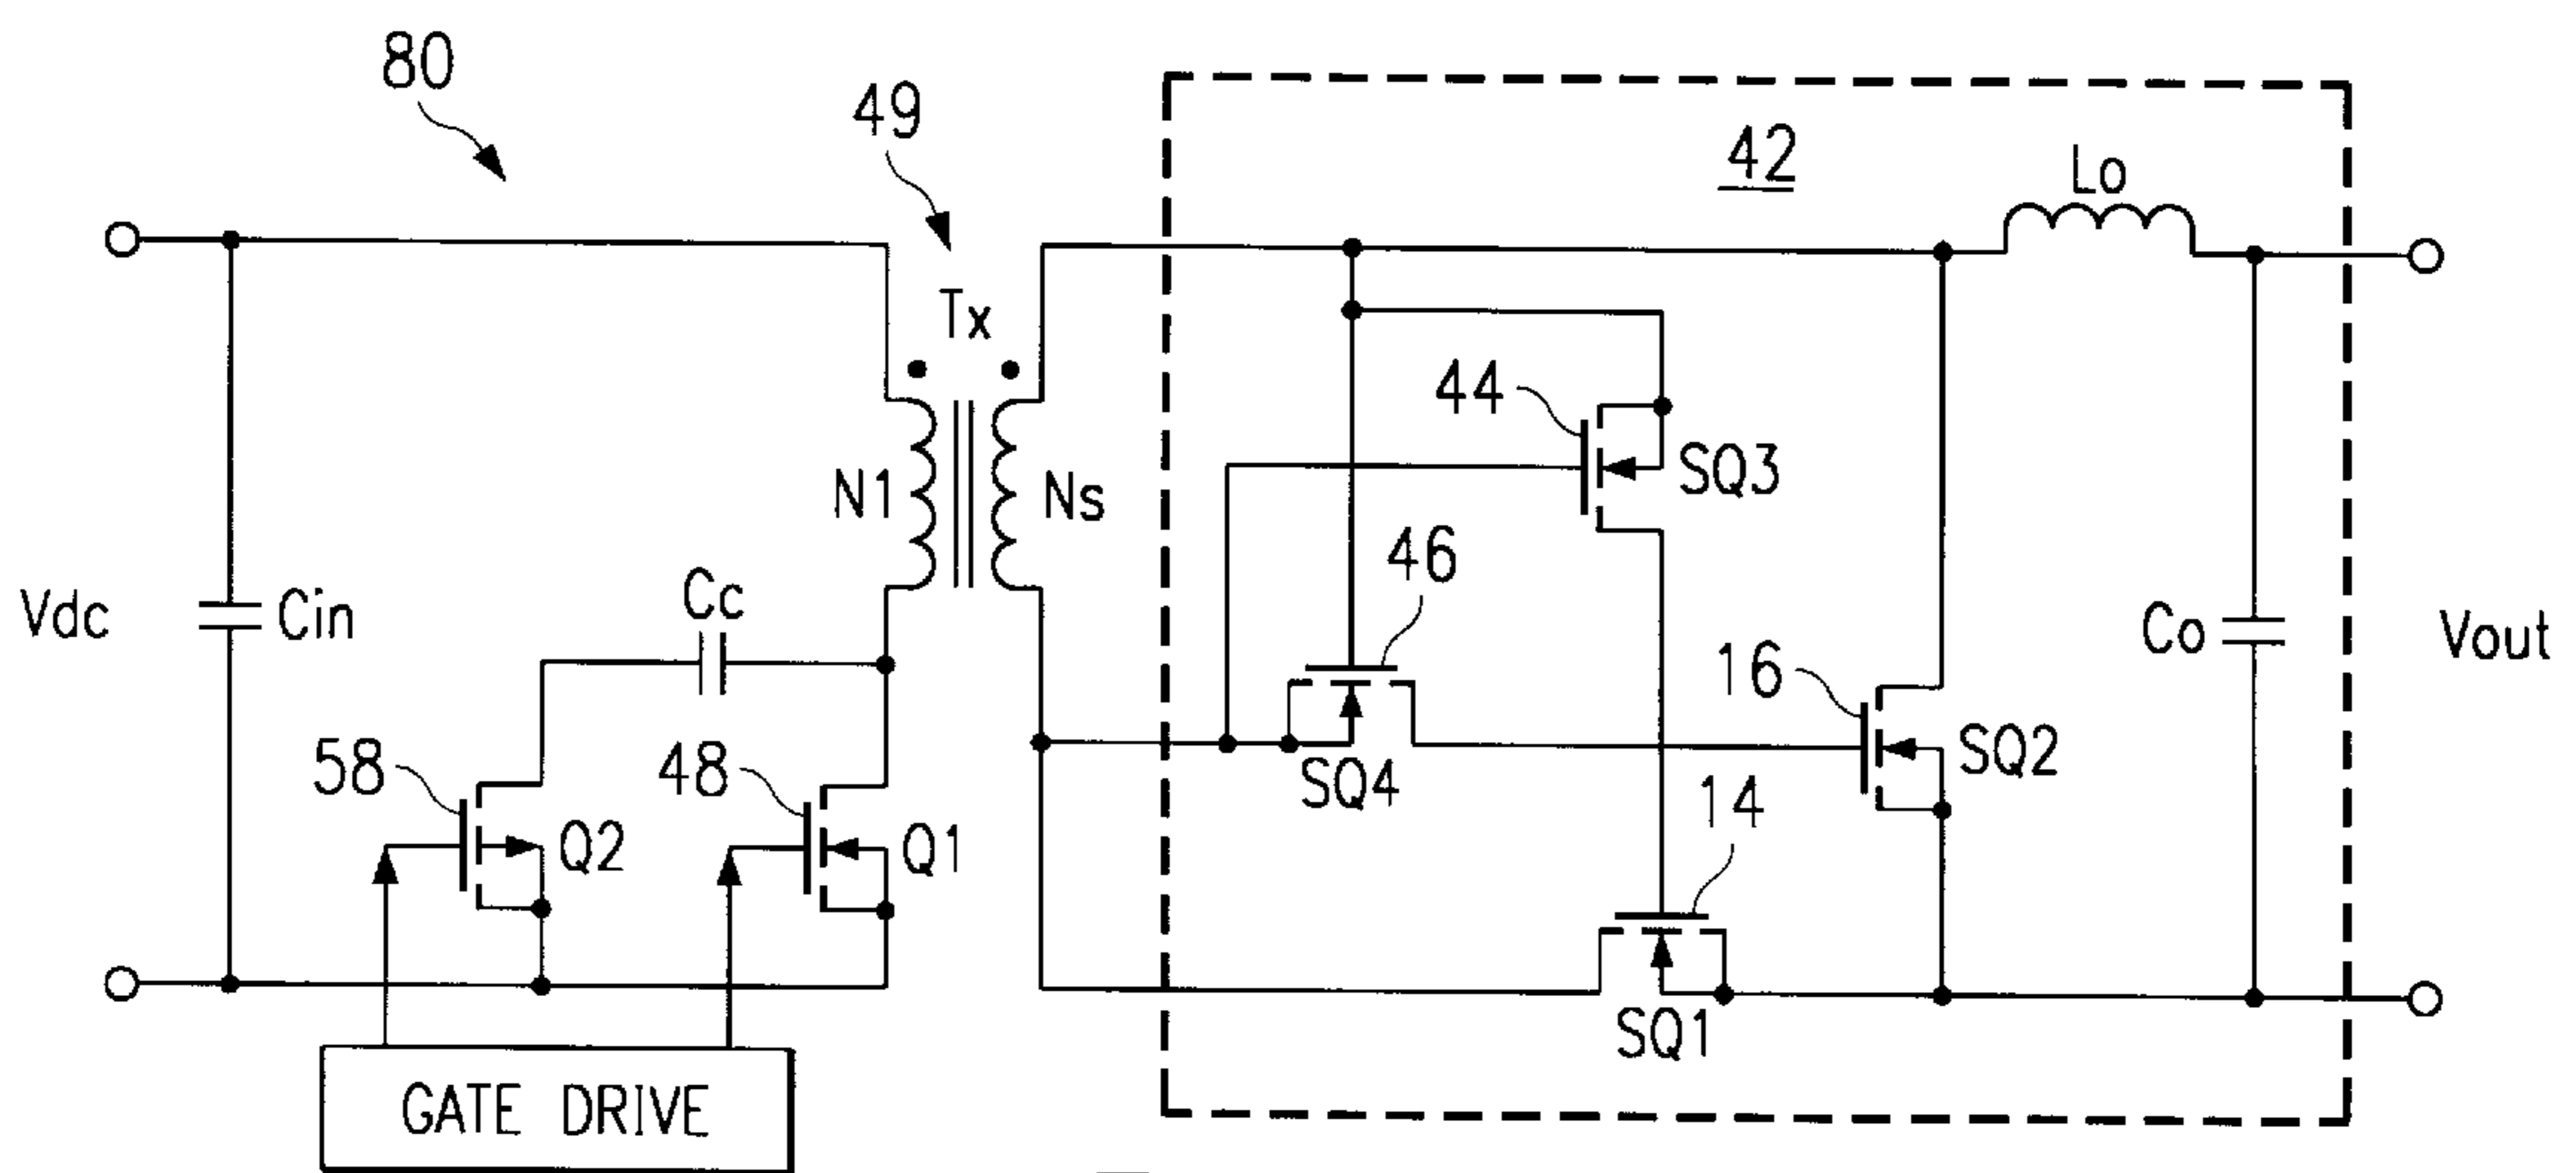 80
49
42
Lo
Tx
44
SQ3
N1
Ns
46
Cc
Vdc
Cin
16
Co
Vout
58
48
SQ2
SQ4
14
Q2
Q1
SQ1
GATE DRIVE